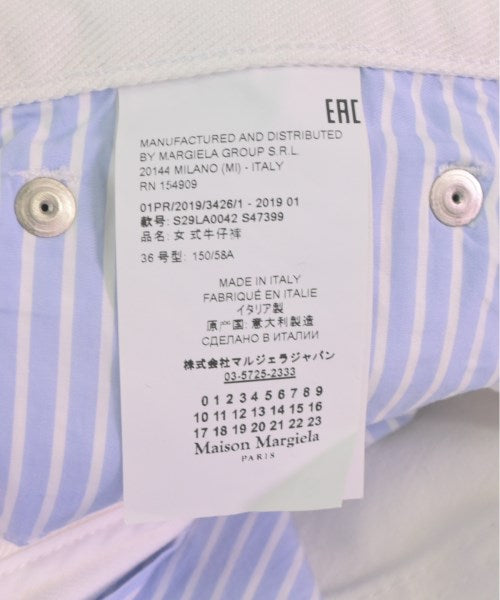 EAC
MANUFACTURED AND DISTRIBUTED
BY MARGIELA GROUP S.R.L.
20144 MILANO (MI) - ITALY
RN 154909
01PR/2019/3426/1 - 2019 01
款号: S29LA0042 S47399
品名: 女 式牛仔裤
36 号型: 150/58A
MADE IN ITALY
FABRIQUÉ EN ITALIE
イタリア製
原产国: 意大利製造
СДЕЛАНО В ИТАЛИИ
株式会社マルジェラジャパン
03-5725-2333
0 1 2 3 4 5 6 7 8 9
10 11 12 13 14 15 16
17 18 19 20 21 22 23
Maison Margiela
PARIS